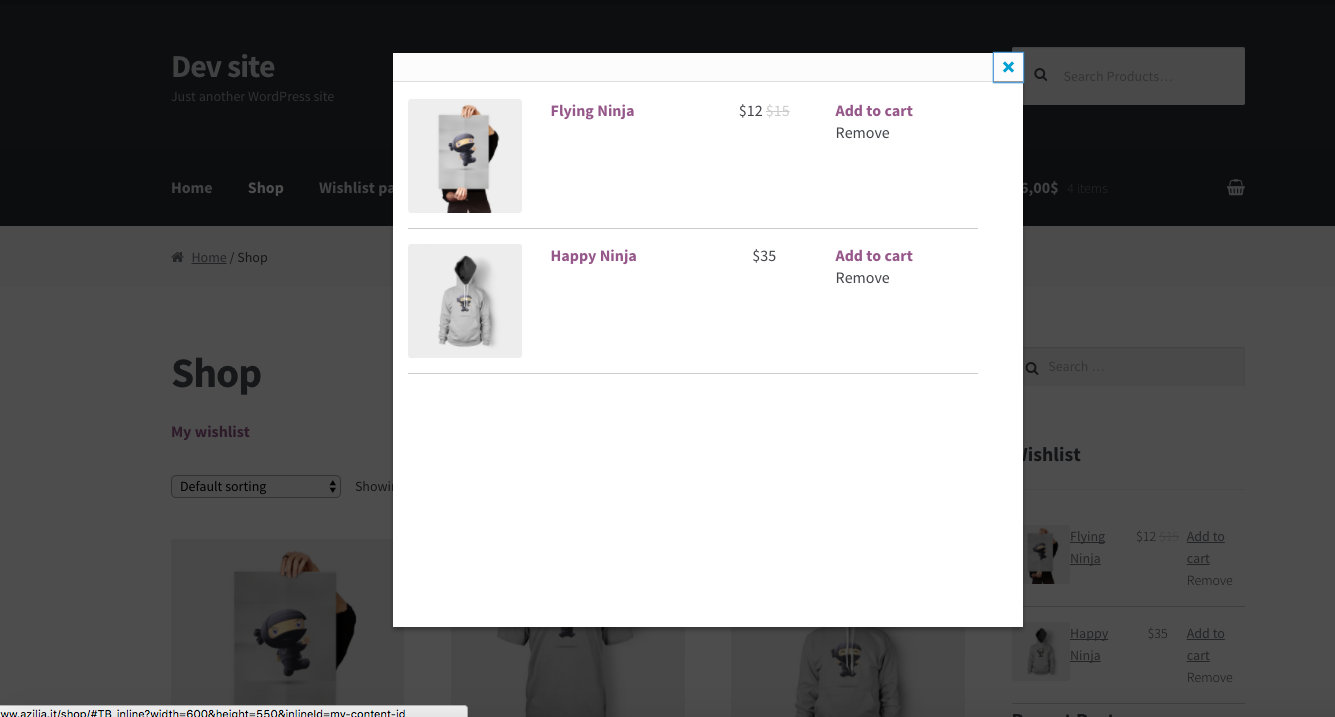 Dev site
Just another WordPress site
Search Products…
Home Shop Wishlist
6,00$ 4 items
Home / Shop
Flying Ninja $12 $15 Add to cart
Remove
Happy Ninja $35 Add to cart
Remove
Shop
My wishlist
Default sorting
Search …
Wishlist
Flying Ninja $12 $15 Add to cart
Remove
Happy Ninja $35 Add to cart
Remove
ww.azilia.it/shop/#TB_inline?width=600&height=550&inlineId=my-content-id